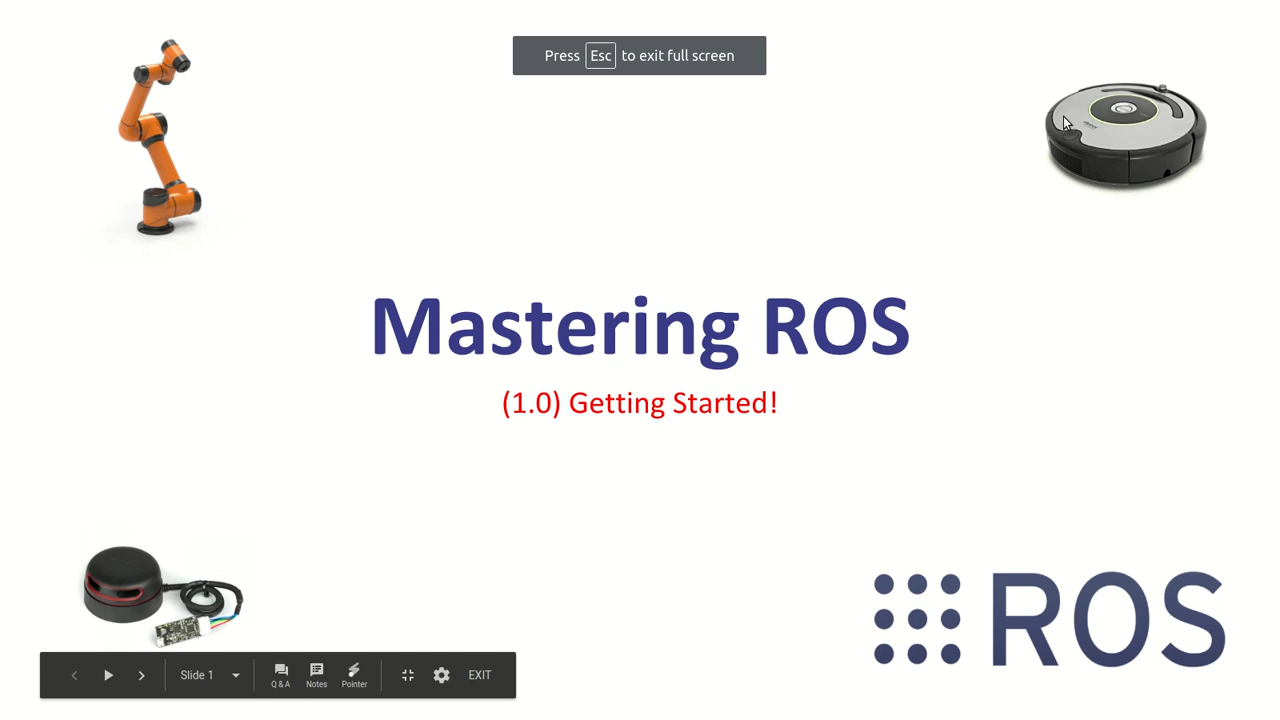 Press Esc to exit full screen
Mastering ROS
(1.0) Getting Started!
ROS
Slide 1
Q & A
Notes
Pointer
EXIT